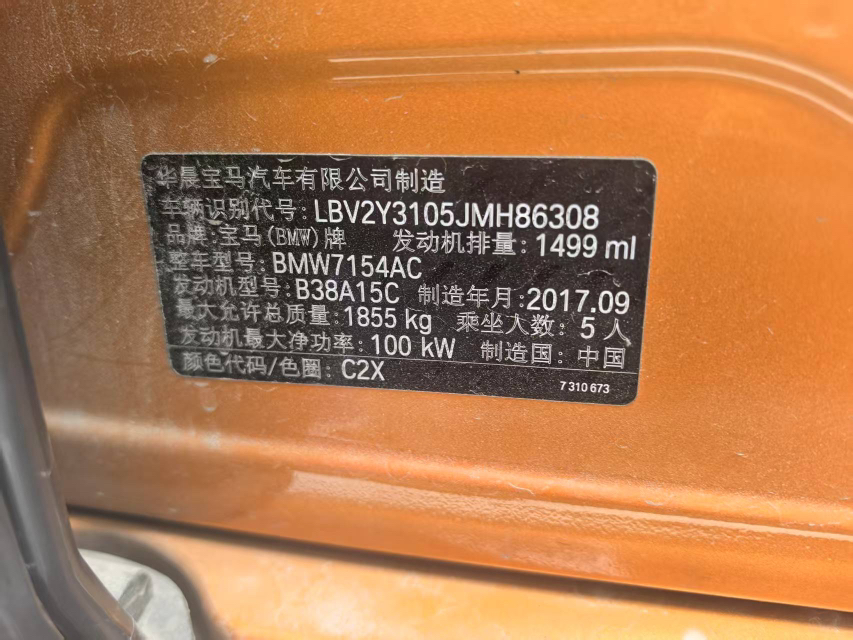 华晨宝马汽车有限公司制造
车辆识别代号: LBV2Y3105JMH86308
品牌: 宝马(BMW)牌 发动机排量: 1499 ml
整车型号: BMW7154AC
发动机型号: B38A15C 制造年月: 2017.09
最大允许总质量: 1855 kg 乘坐人数: 5 人
发动机最大净功率: 100 kW 制造国: 中国
颜色代码/色圈: C2X
7 310 673